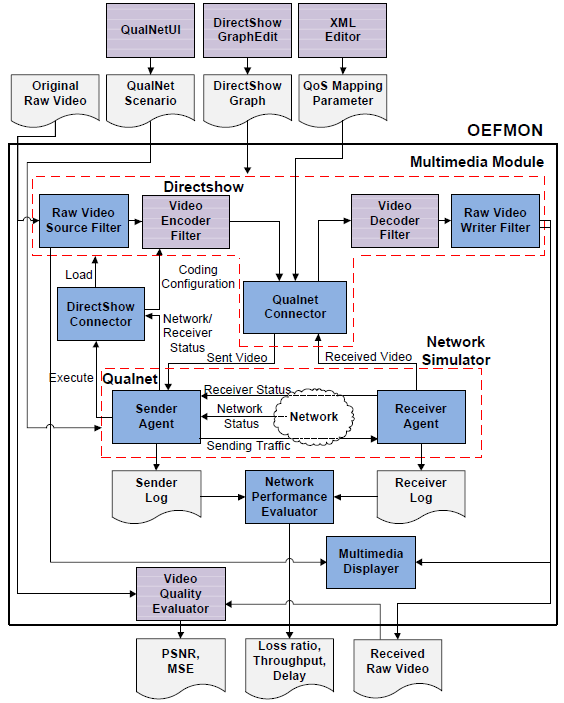 QualNetUI
DirectShow
GraphEdit
XML
Editor
Original
Raw Video
QualNet
Scenario
DirectShow
Graph
QoS Mapping
Parameter
OEFMON
Multimedia Module
Directshow
Raw Video
Source Filter
Video
Encoder
Filter
Video
Decoder
Filter
Raw Video
Writer Filter
Load
Coding
Configuration
DirectShow
Connector
Qualnet
Connector
Network/
Receiver
Status
Sent Video
Received Video
Network
Simulator
Execute
Qualnet
Sender
Agent
Receiver Status
Network
Status
Network
Sending Traffic
Receiver
Agent
Sender
Log
Network
Performance
Evaluator
Receiver
Log
Multimedia
Displayer
Video
Quality
Evaluator
PSNR,
MSE
Loss ratio,
Throughput,
Delay
Received
Raw Video